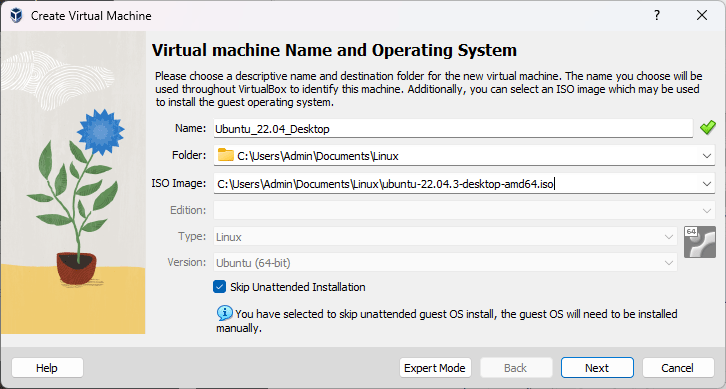 Create Virtual Machine
?
Virtual machine Name and Operating System
Please choose a descriptive name and destination folder for the new virtual machine. The name you choose will be
used throughout VirtualBox to identify this machine. Additionally, you can select an ISO image which may be used
to install the guest operating system.
Name: Ubuntu_22.04_Desktop
Folder: C:\Users\Admin\Documents\Linux
ISO Image: C:\Users\Admin\Documents\Linux\ubuntu-22.04.3-desktop-amd64.iso
Edition:
Type: Linux
64
Version: Ubuntu (64-bit)
Skip Unattended Installation
You have selected to skip unattended guest OS install, the guest OS will need to be installed
manually.
Help Expert Mode Back Next Cancel